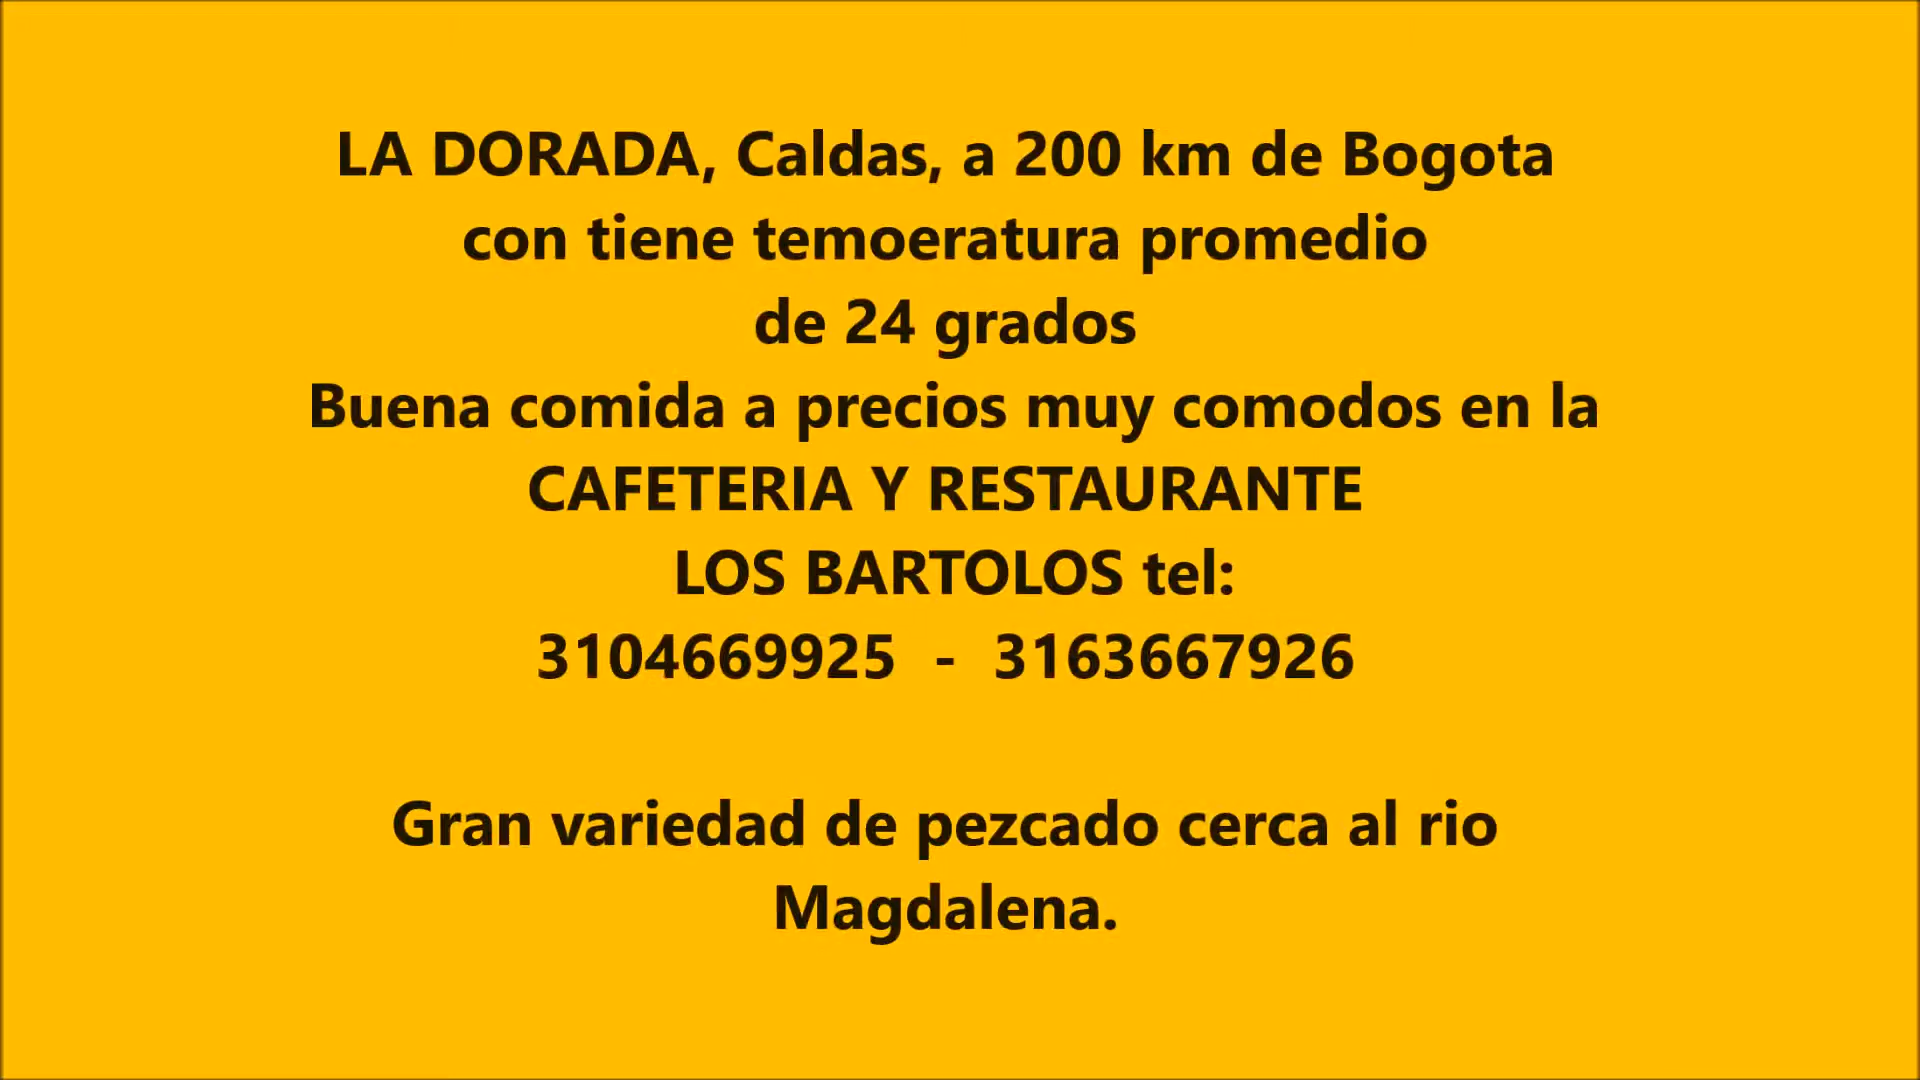 LA DORADA, Caldas, a 200 km de Bogota
con tiene temoeratura promedio
de 24 grados
Buena comida a precios muy comodos en la
CAFETERIA Y RESTAURANTE
LOS BARTOLOS tel:
3104669925 - 3163667926
Gran variedad de pezcado cerca al rio
Magdalena.